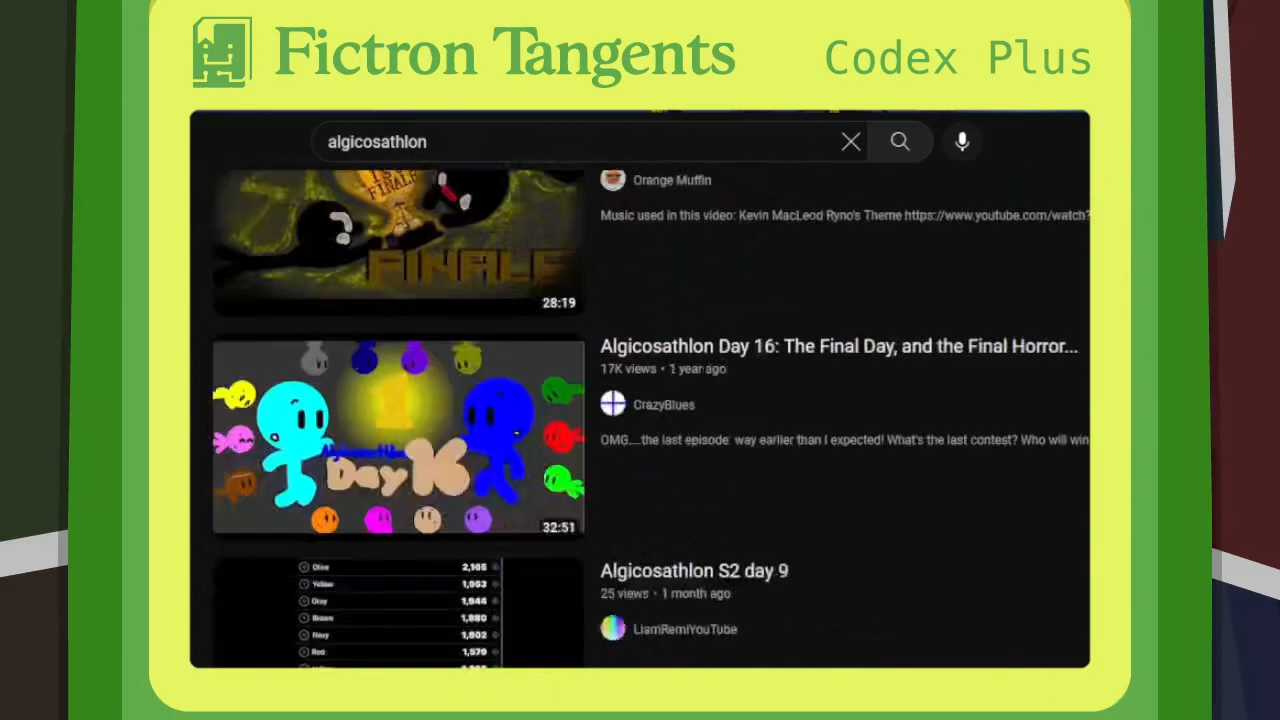 Fictron Tangents
Codex Plus
algicosathlon
FINALE
FINALE
28:19
Orange Muffin
Music used in this video: Kevin MacLeod Ryno's Theme https://www.youtube.com/watch?
1
Day 16
32:51
Algicosathlon Day 16: The Final Day, and the Final Horror...
17K views • 1 year ago
CrazyBlues
OMG....the last episode way earlier than I expected! What's the last contest? Who will win
Olive 2,165
Yellow 1,953
Gray 1,944
Brown 1,880
Navy 1,802
Red 1,579
Algicosathlon S2 day 9
25 views • 1 month ago
LiamRemiYouTube